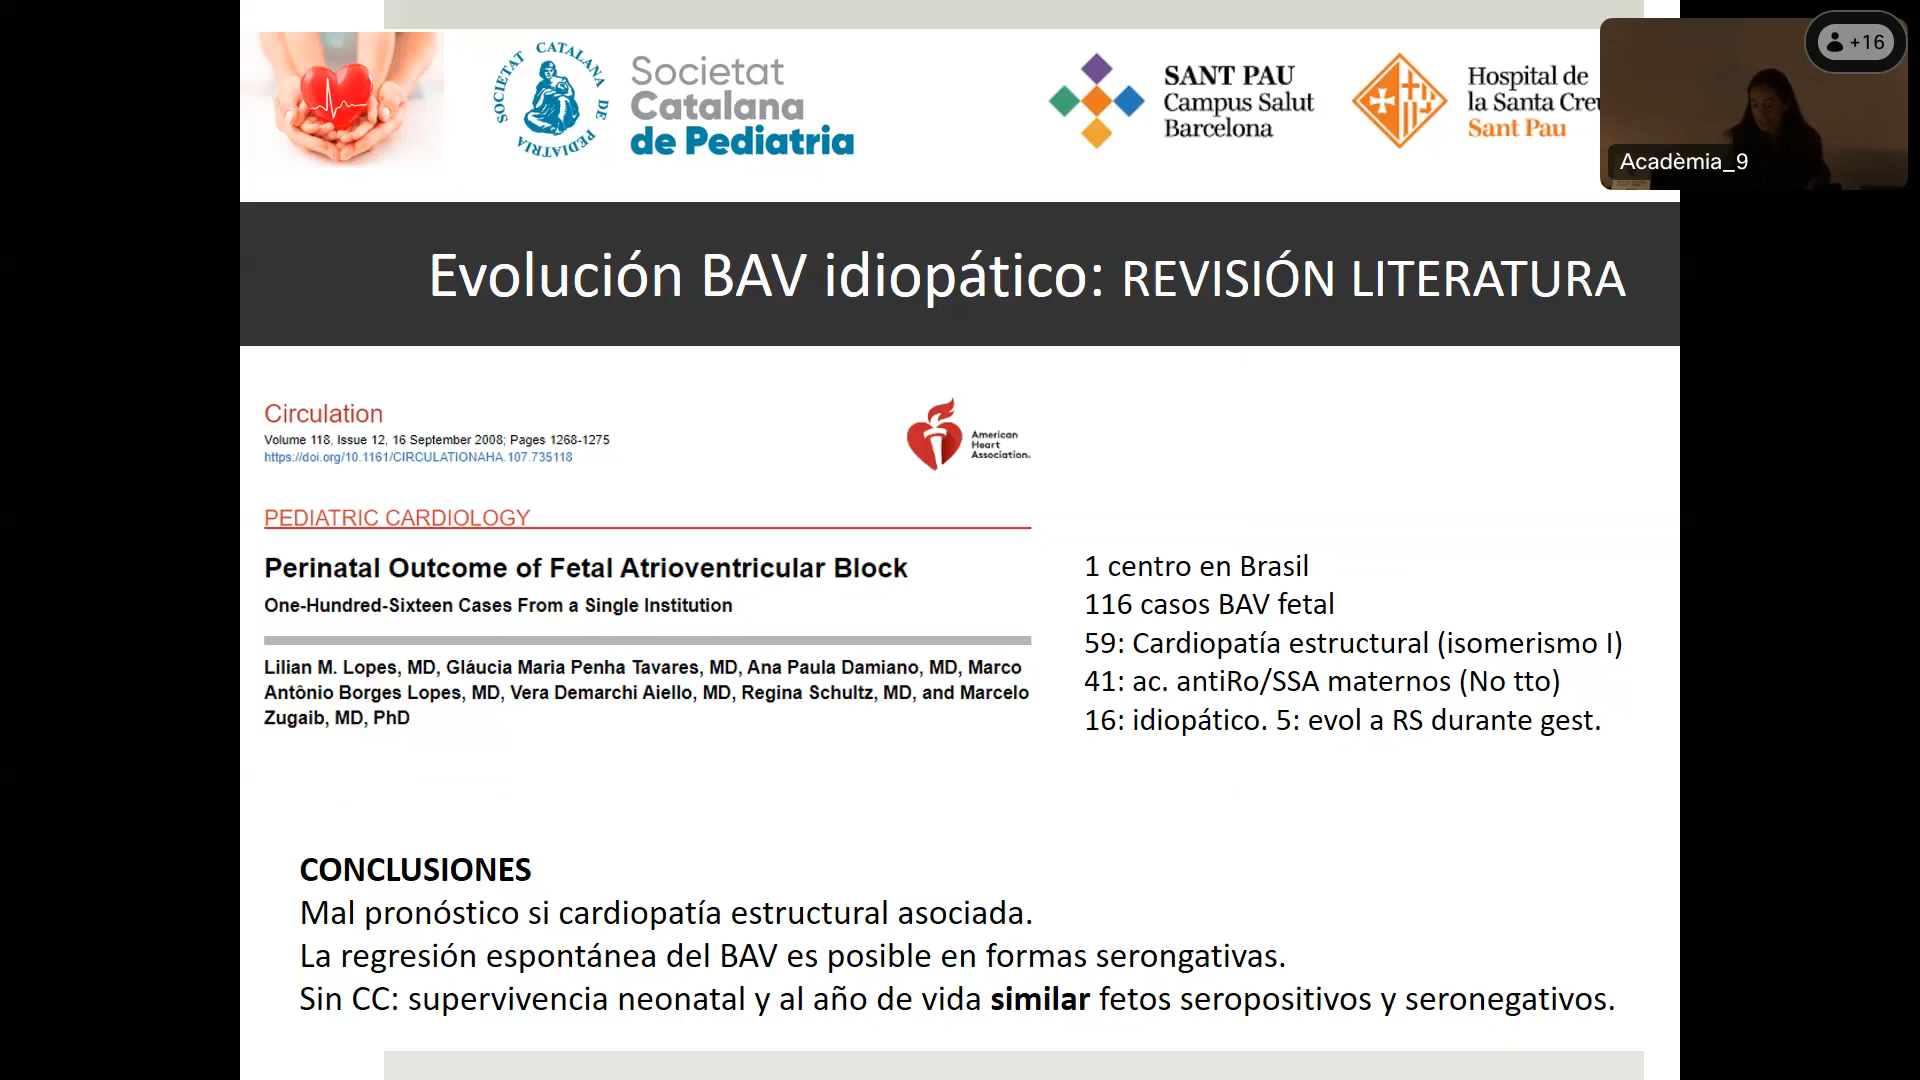 SOCIETAT CATALANA DE PEDIATRIA
Societat
Catalana
de Pediatria
SANT PAU
Campus Salut
Barcelona
Hospital de
la Santa Creu
Sant Pau
+16
Acadèmia_9
Evolución BAV idiopático: REVISIÓN LITERATURA
Circulation
Volume 118, Issue 12, 16 September 2008; Pages 1268-1275
https://doi.org/10.1161/CIRCULATIONAHA.107.735118
American
Heart
Association.
PEDIATRIC CARDIOLOGY
Perinatal Outcome of Fetal Atrioventricular Block
One-Hundred-Sixteen Cases From a Single Institution
Lilian M. Lopes, MD, Gláucia Maria Penha Tavares, MD, Ana Paula Damiano, MD, Marco
Antônio Borges Lopes, MD, Vera Demarchi Aiello, MD, Regina Schultz, MD, and Marcelo
Zugaib, MD, PhD
1 centro en Brasil
116 casos BAV fetal
59: Cardiopatía estructural (isomerismo I)
41: ac. antiRo/SSA maternos (No tto)
16: idiopático. 5: evol a RS durante gest.
CONCLUSIONES
Mal pronóstico si cardiopatía estructural asociada.
La regresión espontánea del BAV es posible en formas serongativas.
Sin CC: supervivencia neonatal y al año de vida similar fetos seropositivos y seronegativos.